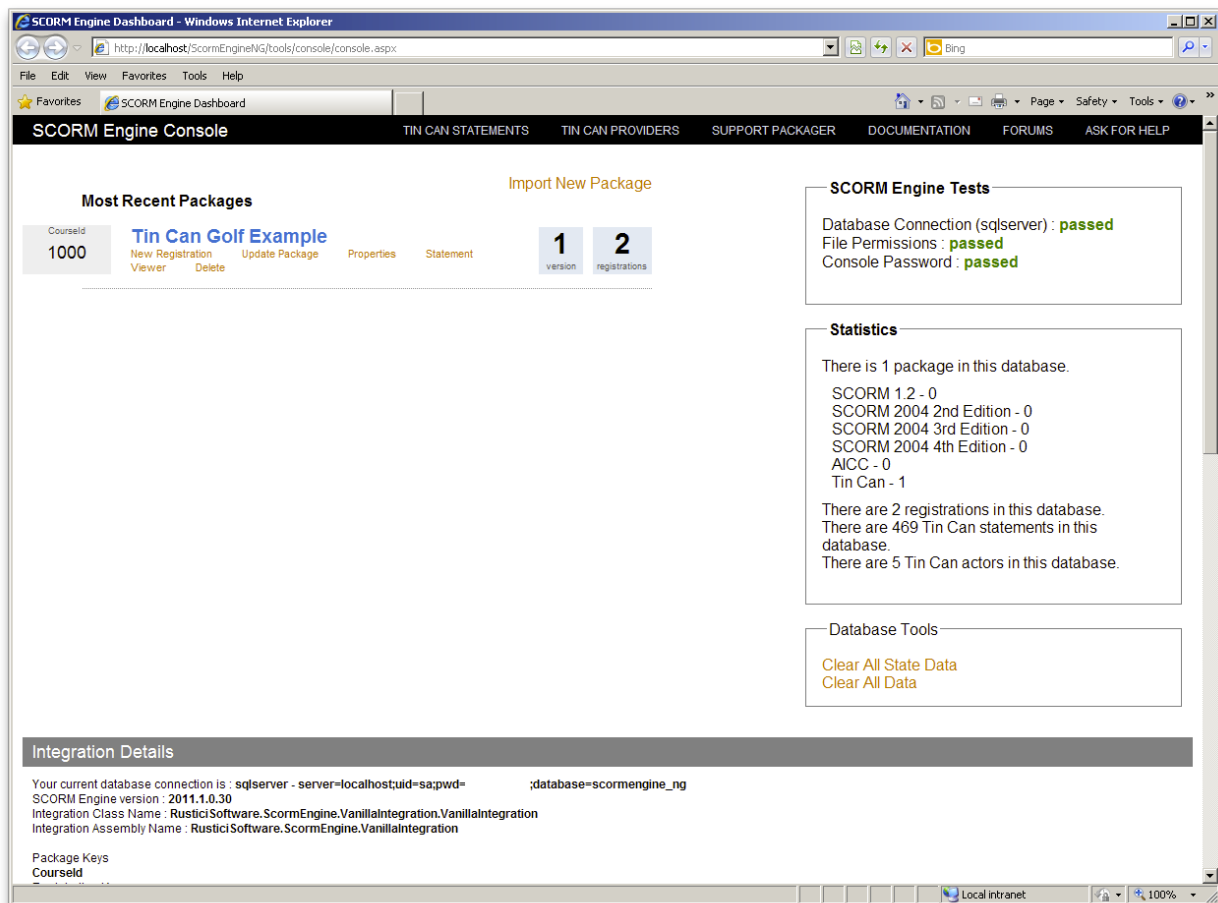 SCORM Engine Dashboard - Windows Internet Explorer
http://localhost/ScormEngineNG/tools/console/console.aspx
Bing
File Edit View Favorites Tools Help
Favorites SCORM Engine Dashboard Page Safety Tools
SCORM Engine Console TIN CAN STATEMENTS TIN CAN PROVIDERS SUPPORT PACKAGER DOCUMENTATION FORUMS ASK FOR HELP
Import New Package
Most Recent Packages
CourseId
1000
Tin Can Golf Example
New Registration Update Package Properties Statement
Viewer Delete
1
version
2
registrations
SCORM Engine Tests
Database Connection (sqlserver) : passed
File Permissions : passed
Console Password : passed
Statistics
There is 1 package in this database.
SCORM 1.2 - 0
SCORM 2004 2nd Edition - 0
SCORM 2004 3rd Edition - 0
SCORM 2004 4th Edition - 0
AICC - 0
Tin Can - 1
There are 2 registrations in this database.
There are 469 Tin Can statements in this
database.
There are 5 Tin Can actors in this database.
Database Tools
Clear All State Data
Clear All Data
Integration Details
Your current database connection is : sqlserver - server=localhost;uid=sa;pwd= ;database=scormengine_ng
SCORM Engine version : 2011.1.0.30
Integration Class Name : RusticiSoftware.ScormEngine.VanillaIntegration.VanillaIntegration
Integration Assembly Name : RusticiSoftware.ScormEngine.VanillaIntegration
Package Keys
CourseId
Local intranet 100%